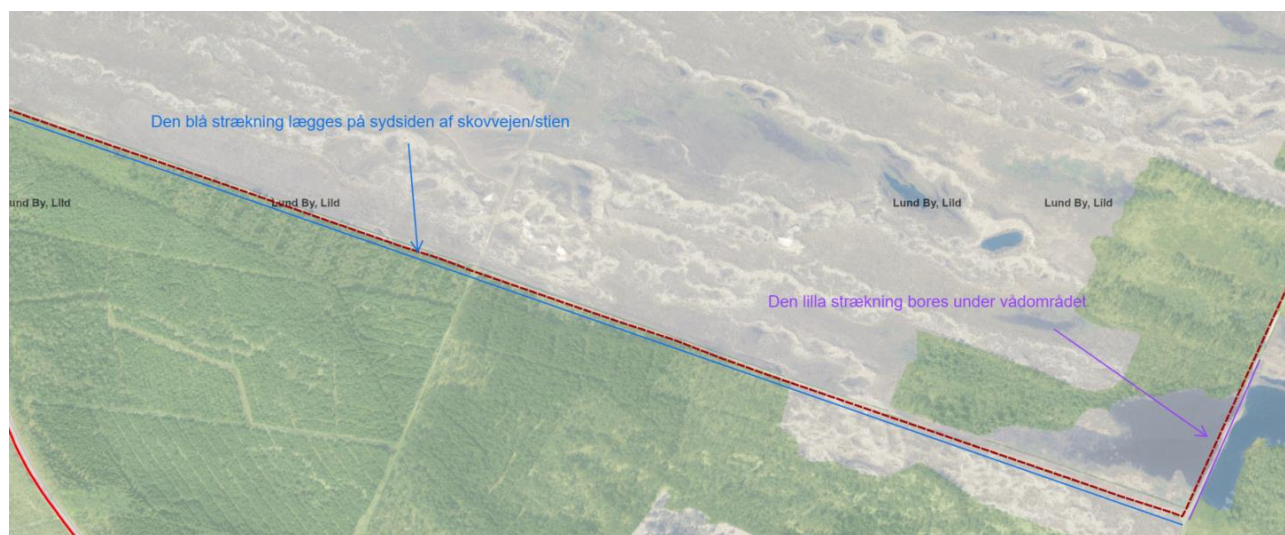 Den blå strækning lægges på sydsiden af skovvejen/stien
und By, Lild
Lund By, Lild
Lund By, Lild
Lund By, Lild
Den lilla strækning bores under vådområdet